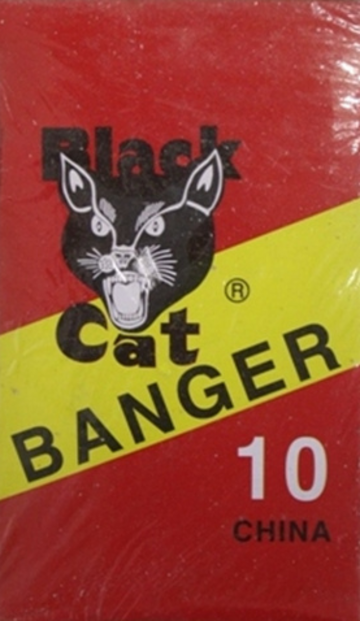 Black
Cat
®
BANGER
10
CHINA